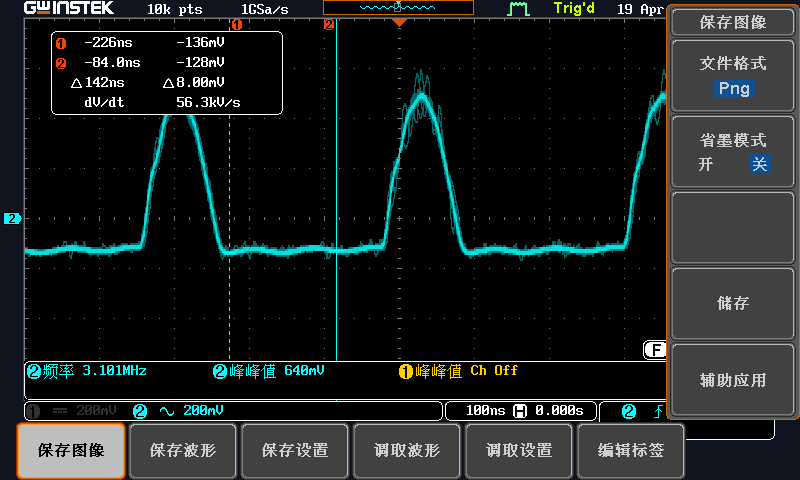 GWINSTEK 10k pts 1GSa/s Trig'd 19 Apr
1 2
1 -226ns -136mV
2 -84.0ns -128mV
△142ns △8.00mV
dV/dt 56.3kV/s
保存图像
文件格式
Png
省墨模式
开 关
2
储存
F
2 频率 3.101MHz 2 峰峰值 640mV 1 峰峰值 Ch Off
辅助应用
1 200mV 2 200mV 100ns H 0.000s 2
保存图像 保存波形 保存设置 调取波形 调取设置 编辑标签